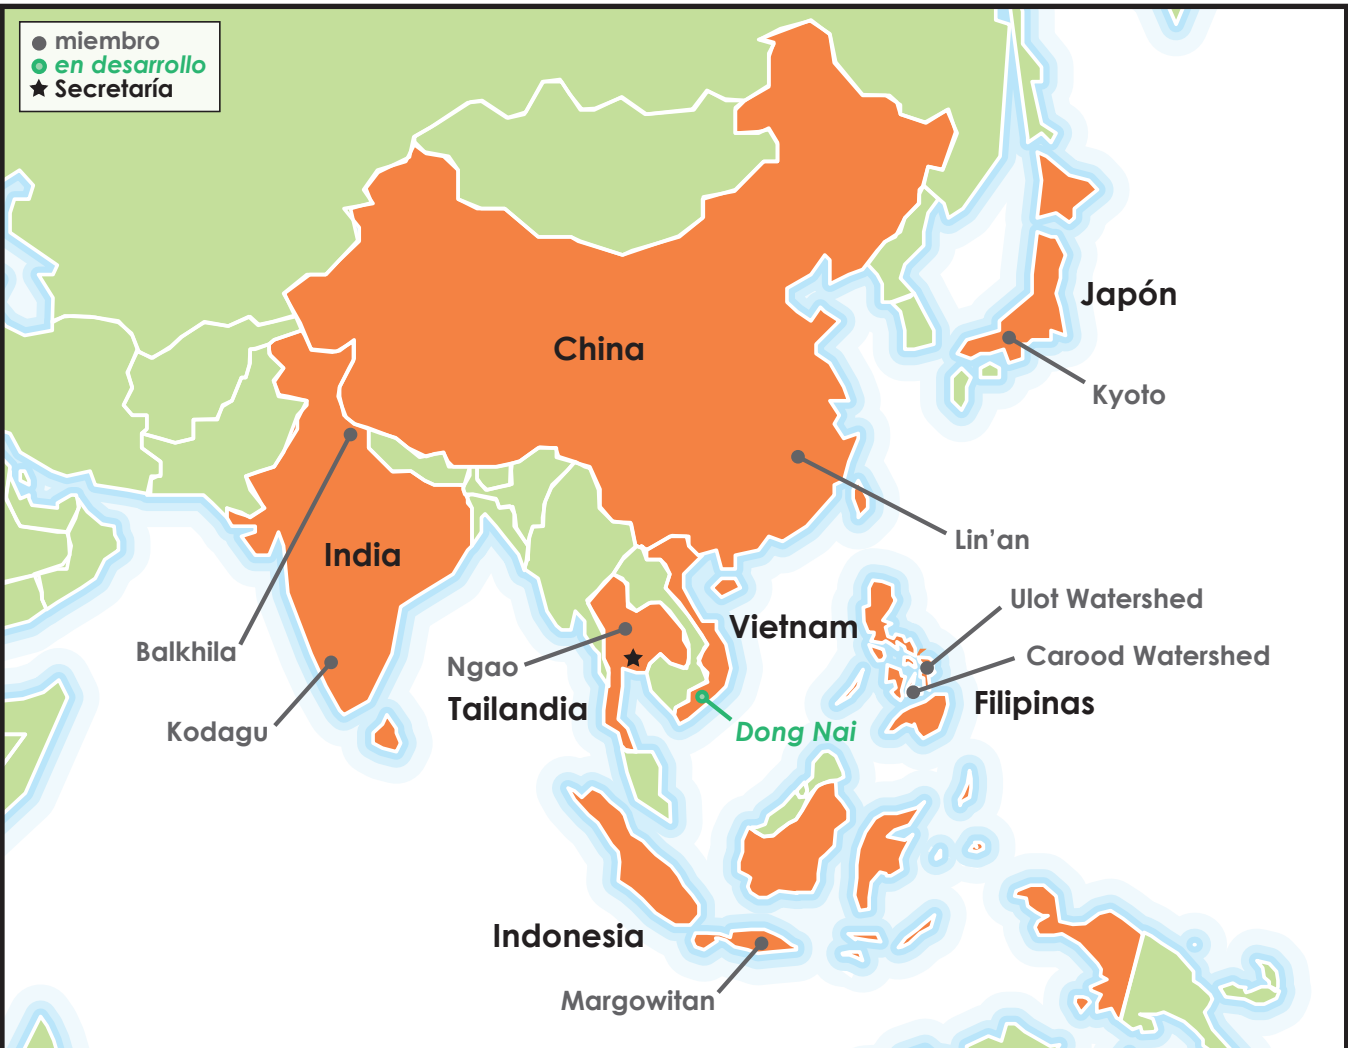 miembro
en desarrollo
Secretaría
Japón
China
Kyoto
Lin’an
India
Ulot Watershed
Vietnam
Balkhila
Carood Watershed
Ngao
Filipinas
Tailandia
Kodagu
Dong Nai
Indonesia
Margowitan